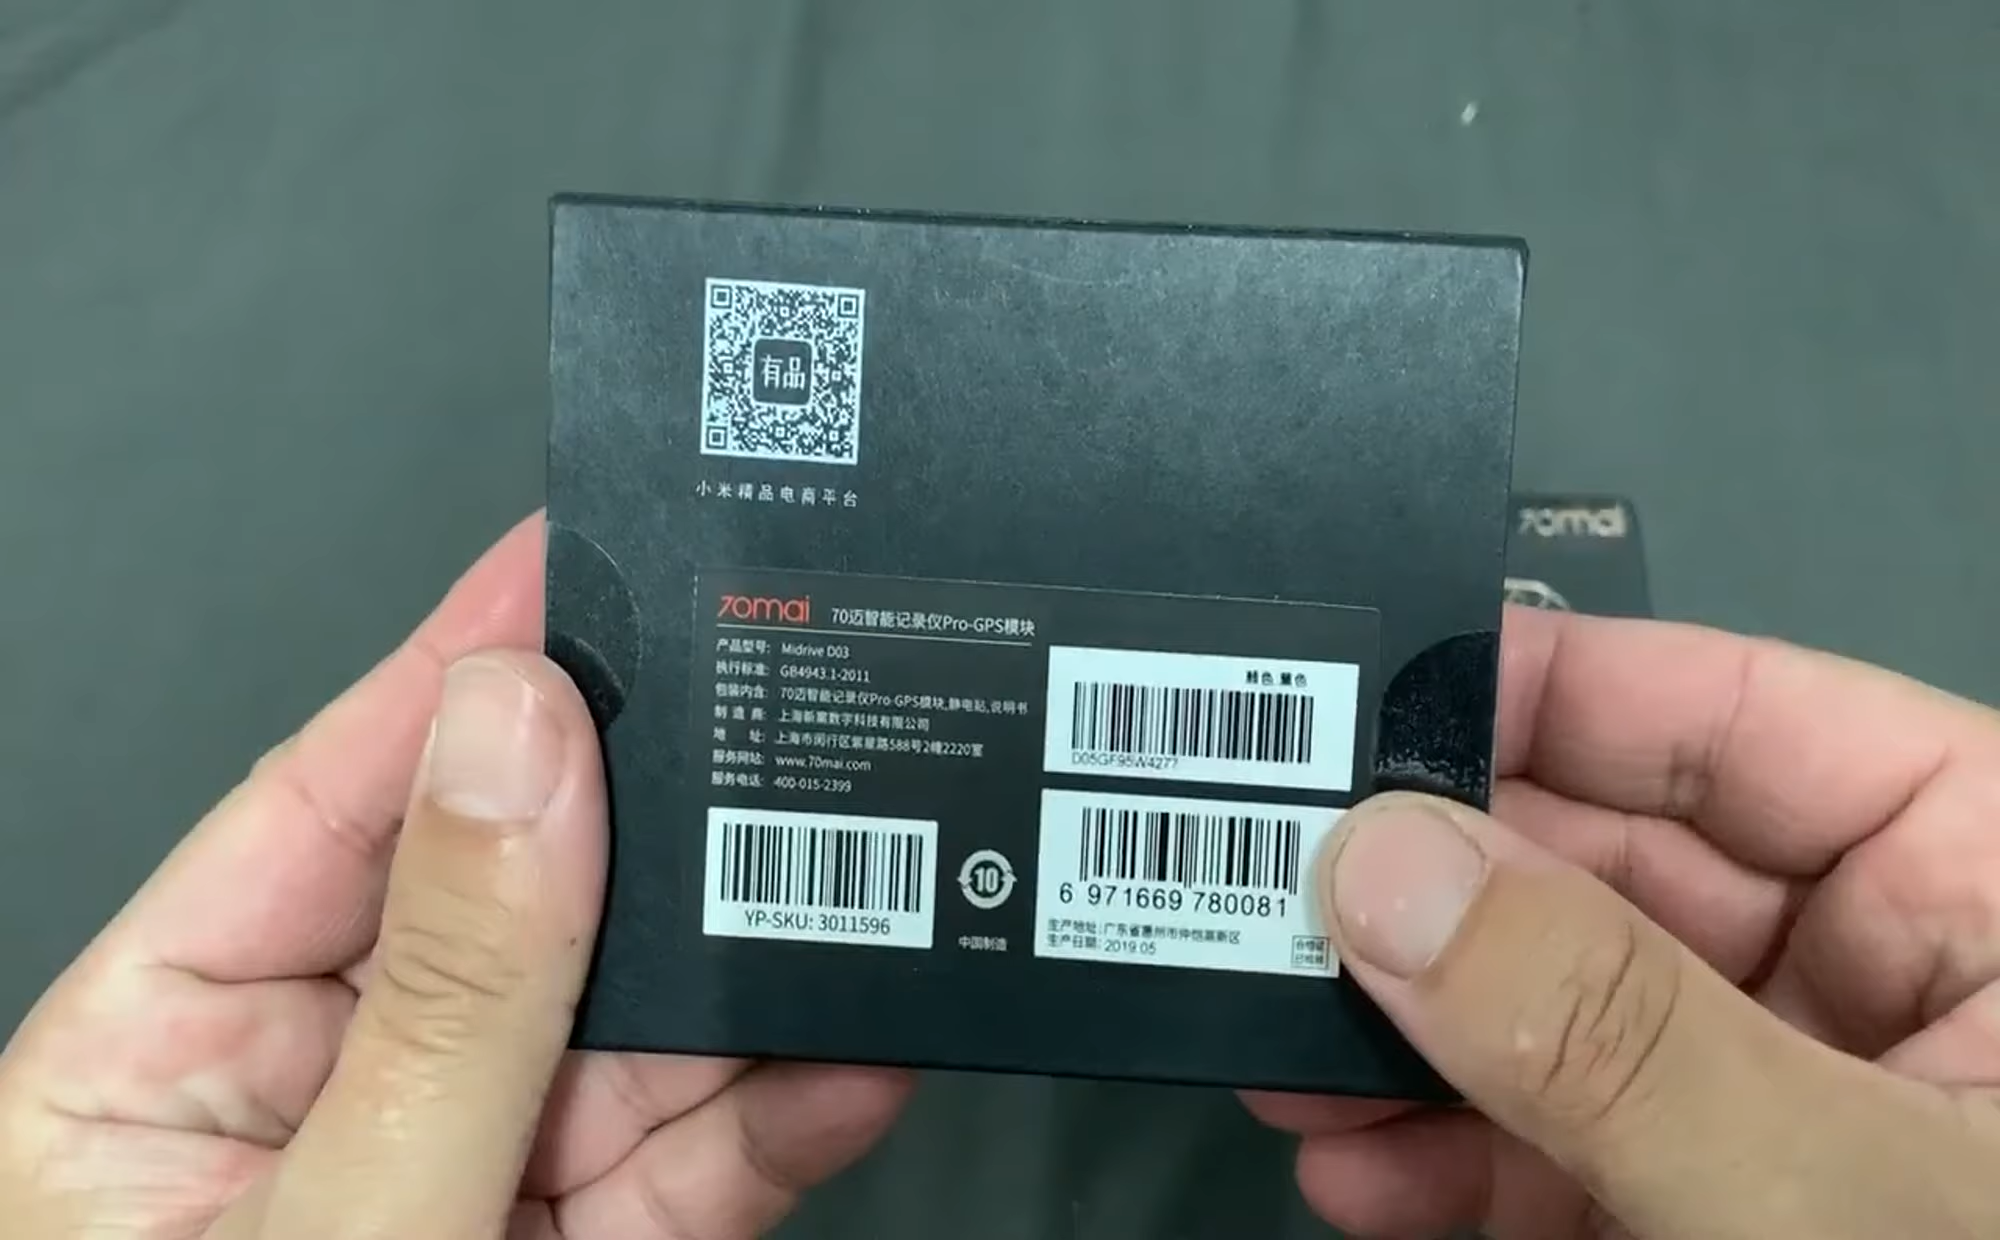 有品
小米精品电商平台
70mai
70mai 70迈智能记录仪Pro-GPS模块
产品型号: Midrive D03
执行标准: GB4943.1-2011
包装内含: 70迈智能记录仪Pro-GPS模块,静电贴,说明书
制 造 商: 上海新案数字科技有限公司
地 址: 上海市闵行区紫星路588号2幢2220室
服务网站: www.70mai.com
服务电话: 400-015-2399
颜色 黑色
D05GF95W4277
YP-SKU: 3011596
10
中国制造
6 971669 780081
生产地址:广东省惠州市仲恺高新区
生产日期: 2019.05
合格证